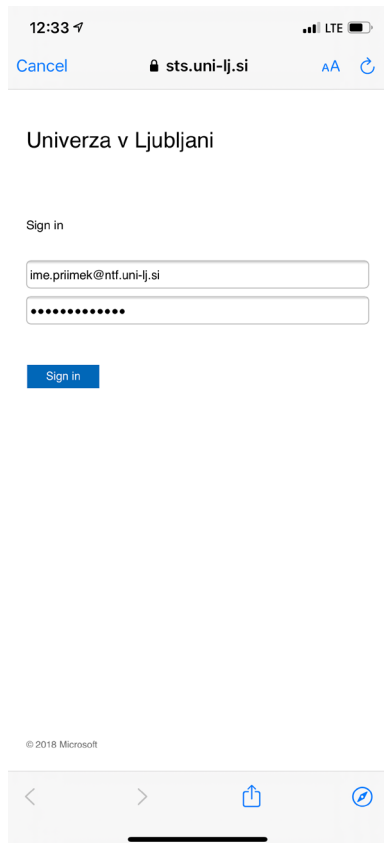 12:33 LTE
Cancel sts.uni-lj.si AA
Univerza v Ljubljani
Sign in
ime.priimek@ntf.uni-lj.si
•••••••••••••
Sign in
© 2018 Microsoft